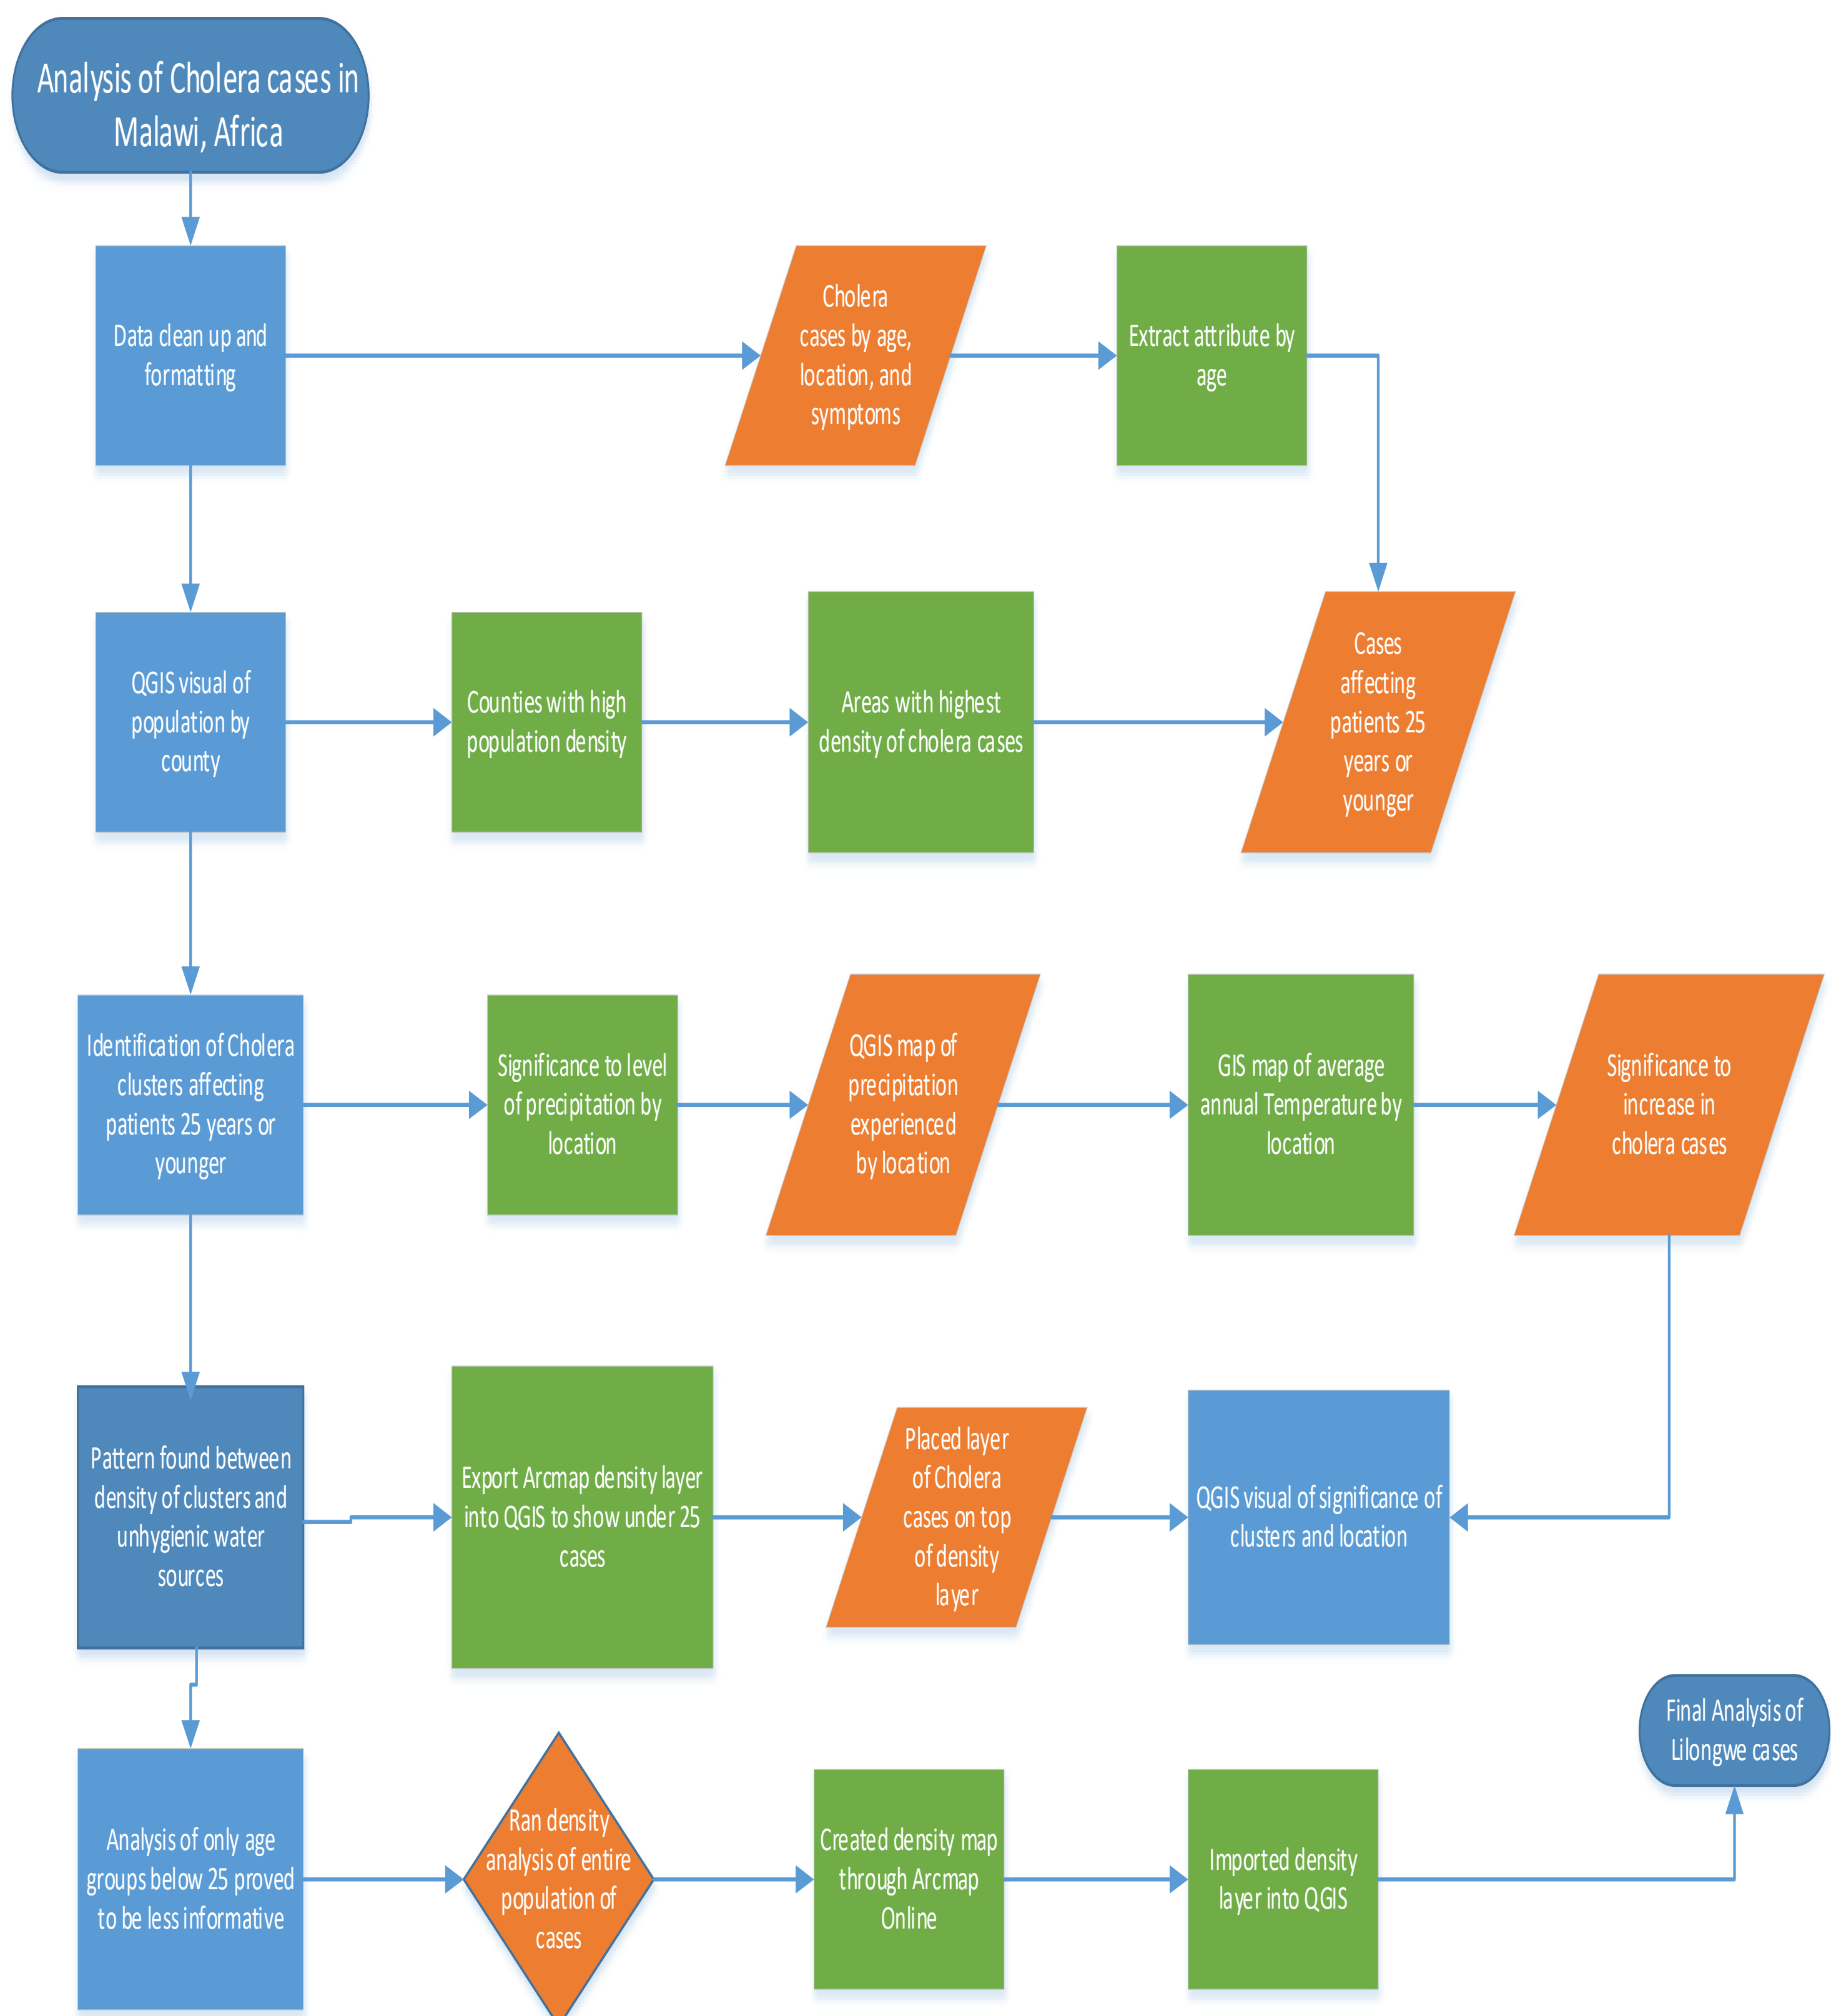 Analysis of Cholera cases in
Malawi, Africa
Data clean up and
formatting
Cholera
cases by age,
location, and
symptoms
Extract attribute by
age
QGIS visual of
population by
county
Counties with high
population density
Areas with highest
density of cholera cases
Cases
affecting
patients 25
years or
younger
Identification of Cholera
clusters affecting
patients 25 years or
younger
Significance to level
of precipitation by
location
QGIS map of
precipitation
experienced
by location
GIS map of average
annual Temperature by
location
Significance to
increase in
cholera cases
Pattern found between
density of clusters and
unhygienic water
sources
Export Arcmap density layer
into QGIS to show under 25
cases
Placed layer
of Cholera
cases on top
of density
layer
QGIS visual of significance of
clusters and location
Final Analysis of
Lilongwe cases
Analysis of only age
groups below 25 proved
to be less informative
Ran density
analysis of entire
population of
cases
Created density map
through Arcmap
Online
Imported density
layer into QGIS